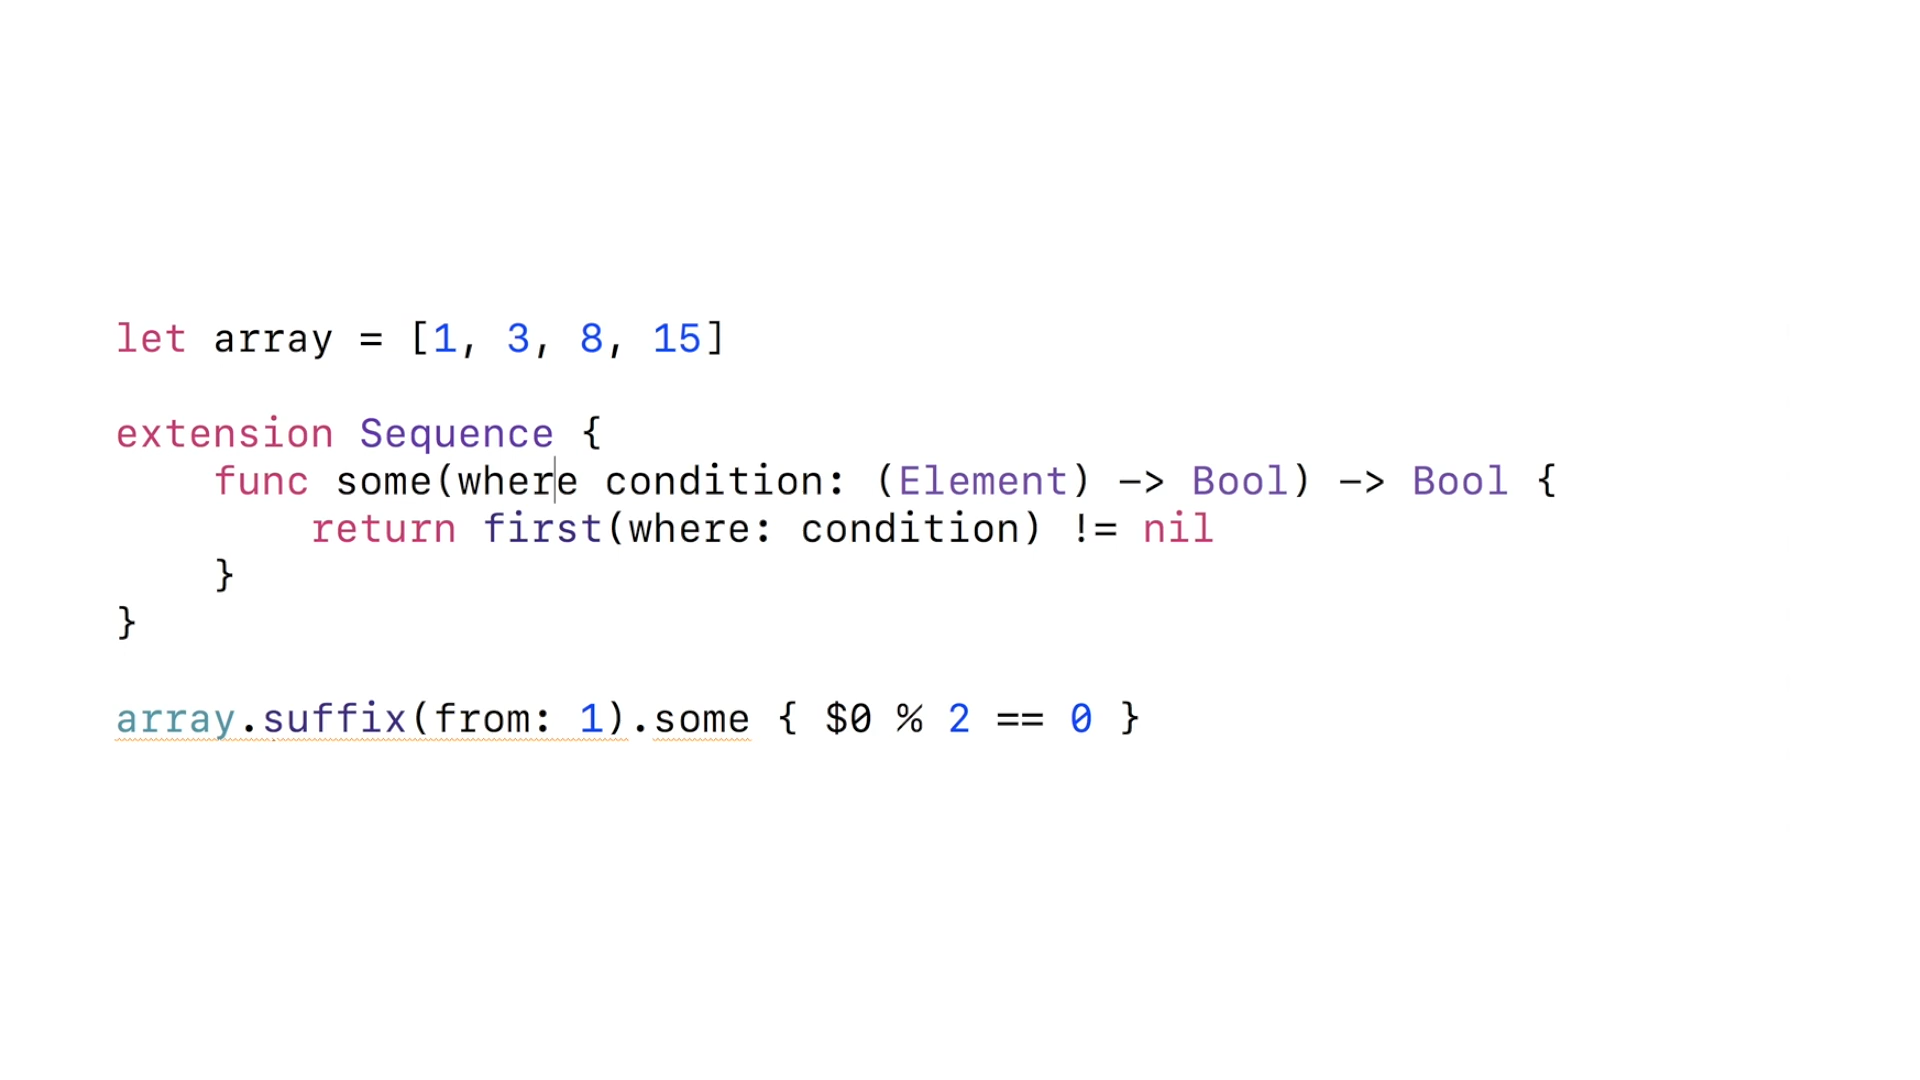 let array = [1, 3, 8, 15]
extension Sequence {
    func some(where condition: (Element) -> Bool) -> Bool {
        return first(where: condition) != nil
    }
}
array.suffix(from: 1).some { $0 % 2 == 0 }